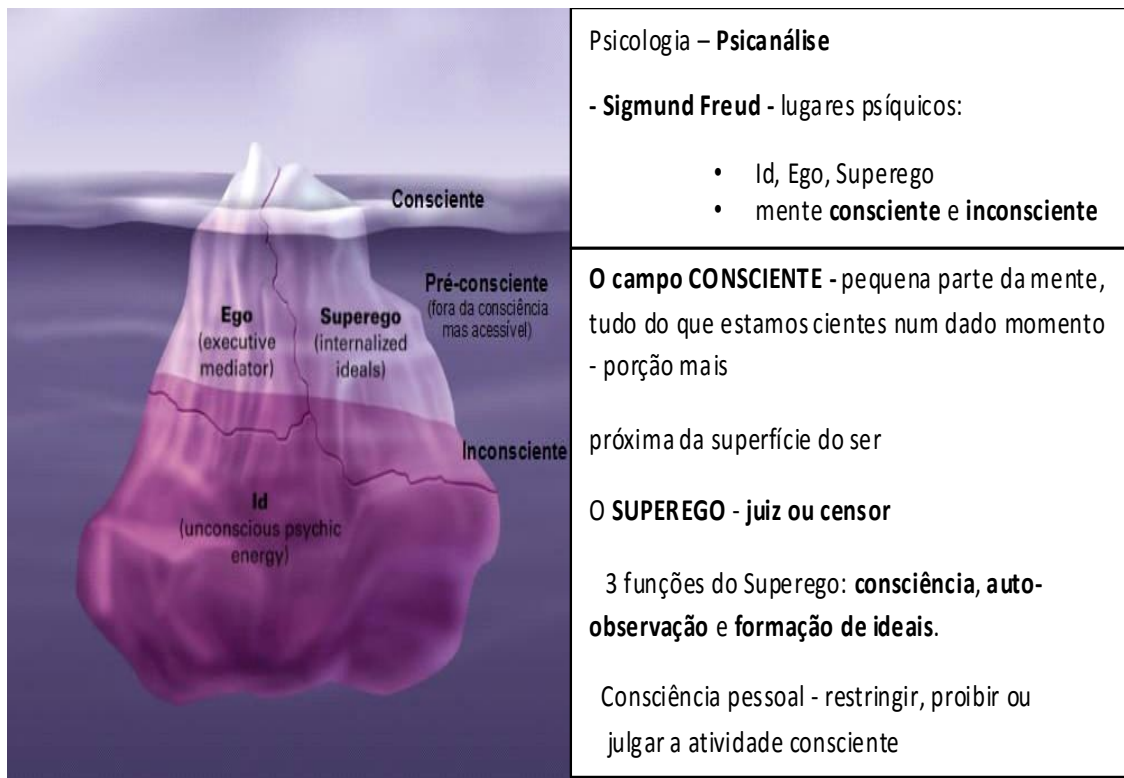 Consciente
Pré-consciente
(fora da consciência
mas acessível)
Ego
(executive
mediator)
Superego
(internalized
ideals)
Inconsciente
Id
(unconscious psychic
energy)
Psicologia – Psicanálise
- Sigmund Freud - lugares psíquicos:
• Id, Ego, Superego
• mente consciente e inconsciente
O campo CONSCIENTE - pequena parte da mente,
tudo do que estamos cientes num dado momento
- porção mais
próxima da superfície do ser
O SUPEREGO - juiz ou censor
3 funções do Superego: consciência, auto-
observação e formação de ideais.
Consciência pessoal - restringir, proibir ou
julgar a atividade consciente